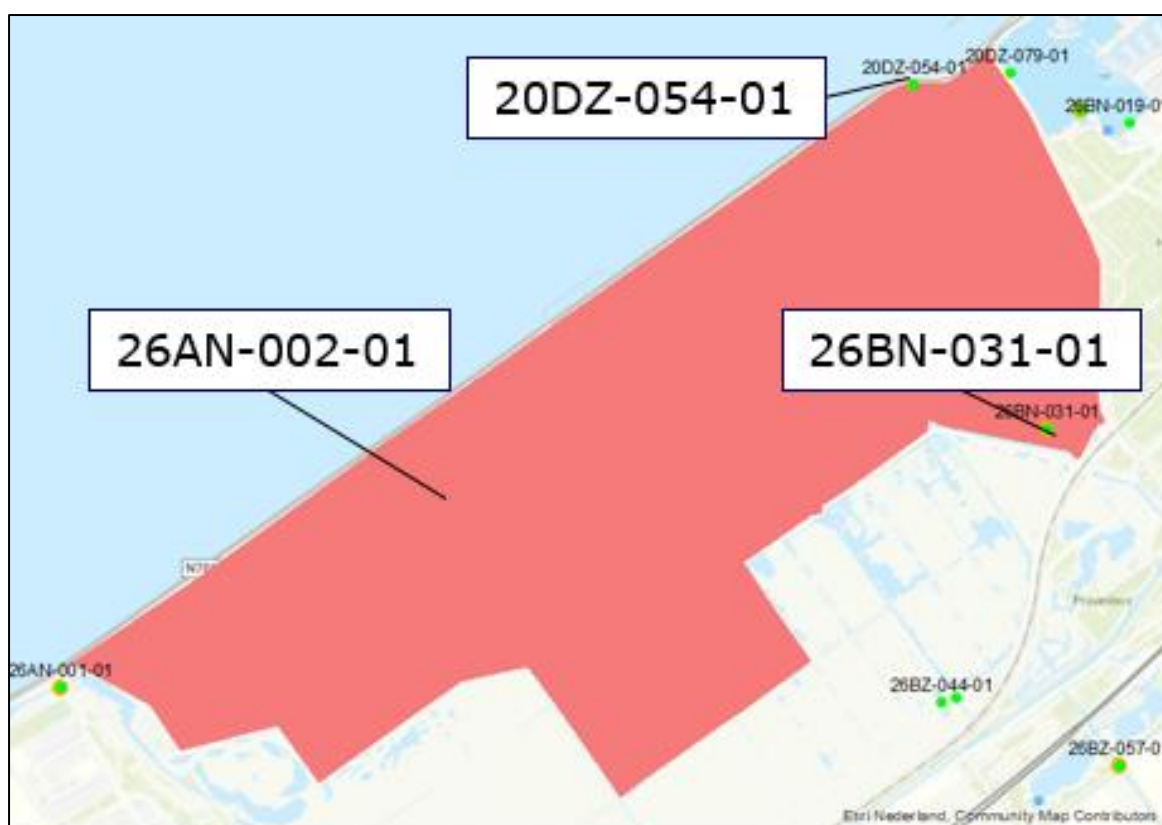 20DZ-079-01
20DZ-054-01
20DZ-054-01
26BN-019-0
26AN-002-01
26BN-031-01
26BN-031-01
N70
26AN-001-01
26BZ-044-01
26BZ-057-0
Esri Nederland, Community Map Contributors